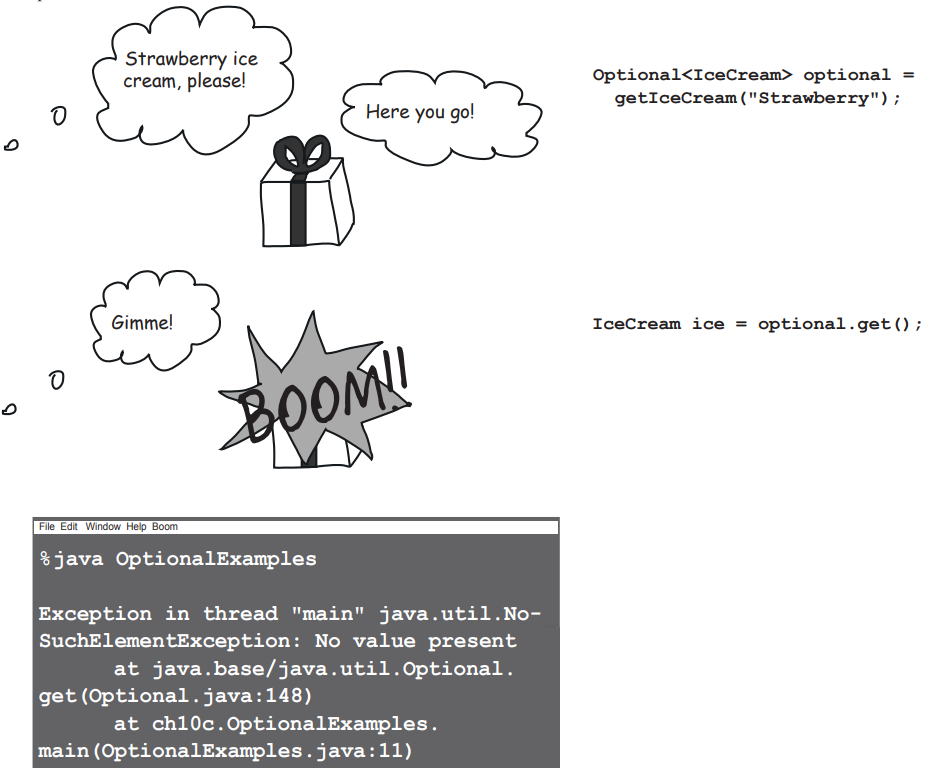 Strawberry ice
cream, please!
Here you go!
Optional<IceCream> optional =
getIceCream("Strawberry");
Gimme!
IceCream ice = optional.get();
BOOM!!
File Edit Window Help Boom
%java OptionalExamples
Exception in thread "main" java.util.No-
SuchElementException: No value present
at java.base/java.util.Optional.
get(Optional.java:148)
at ch10c.OptionalExamples.
main(OptionalExamples.java:11)